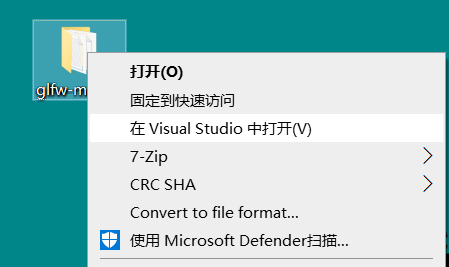 glfw-m
打开(O)
固定到快速访问
在 Visual Studio 中打开(V)
7-Zip
CRC SHA
Convert to file format...
使用 Microsoft Defender扫描...